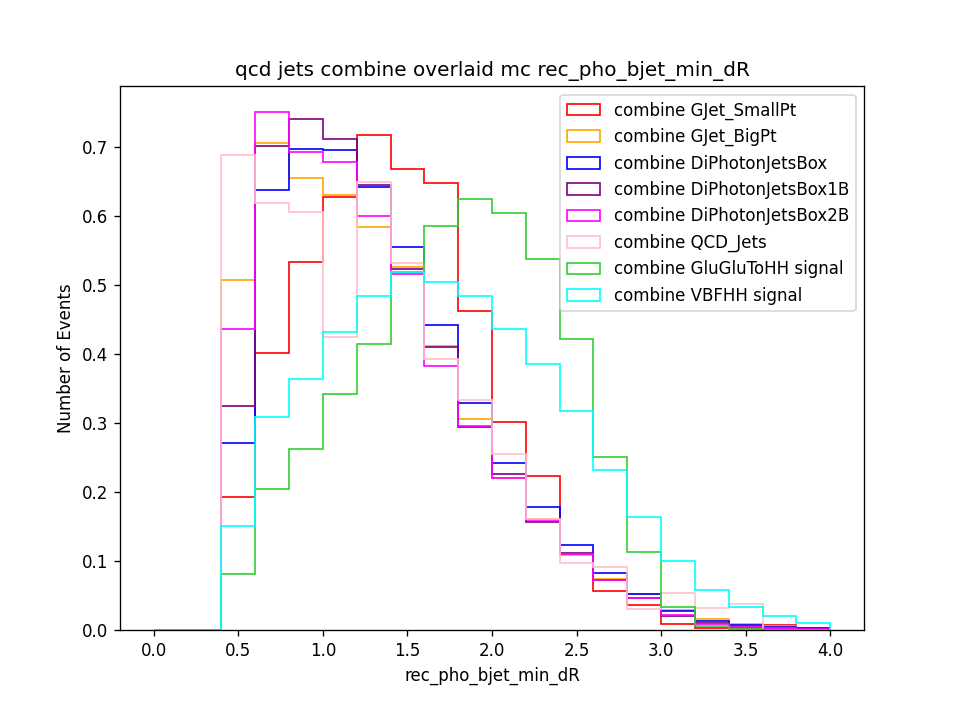 qcd jets combine overlaid mc rec_pho_bjet_min_dR
combine GJet_SmallPt
combine GJet_BigPt
combine DiPhotonJetsBox
combine DiPhotonJetsBox1B
combine DiPhotonJetsBox2B
combine QCD_Jets
combine GluGluToHH signal
combine VBFHH signal
Number of Events
0.7
0.6
0.5
0.4
0.3
0.2
0.1
0.0
0.0 0.5 1.0 1.5 2.0 2.5 3.0 3.5 4.0
rec_pho_bjet_min_dR